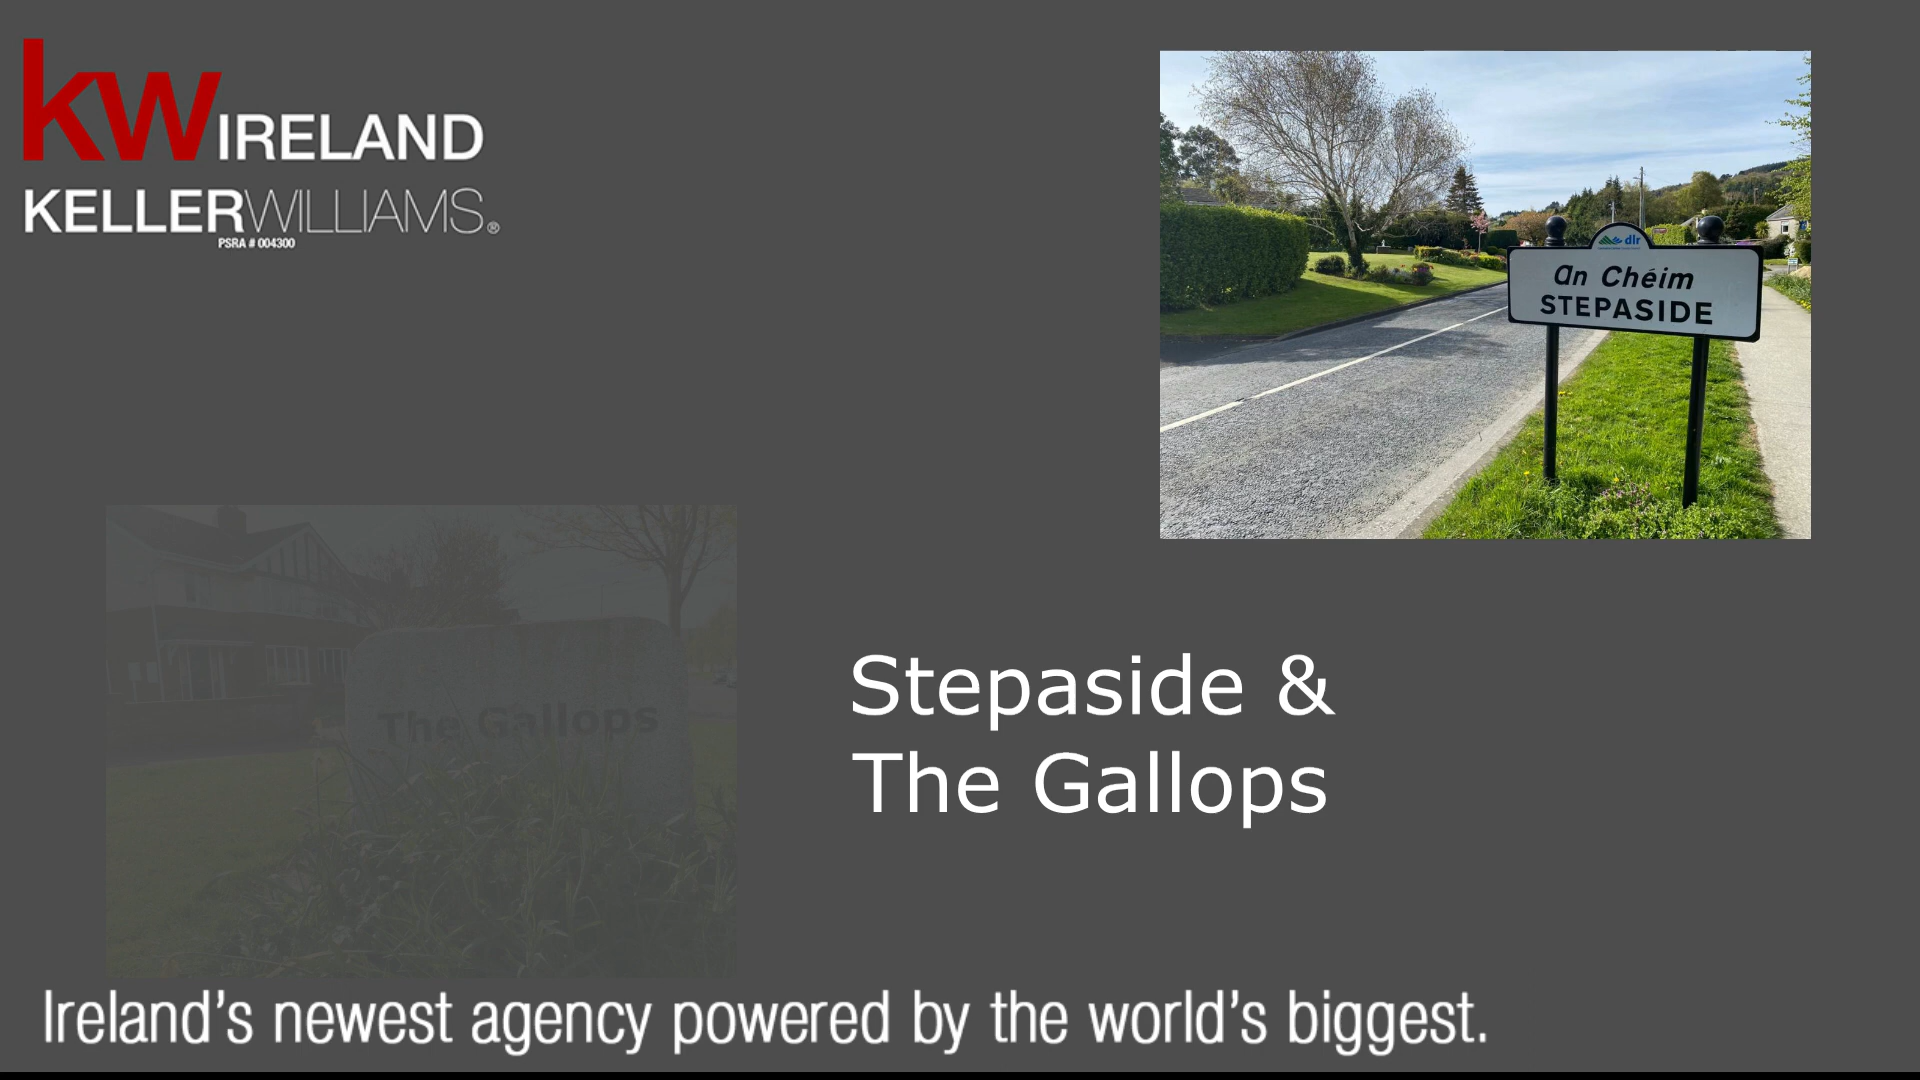 kw IRELAND
KELLERWILLIAMS®
PSRA # 004300
dlr
an Chéim
STEPASIDE
The Gallops
Stepaside &
The Gallops
Ireland's newest agency powered by the world's biggest.